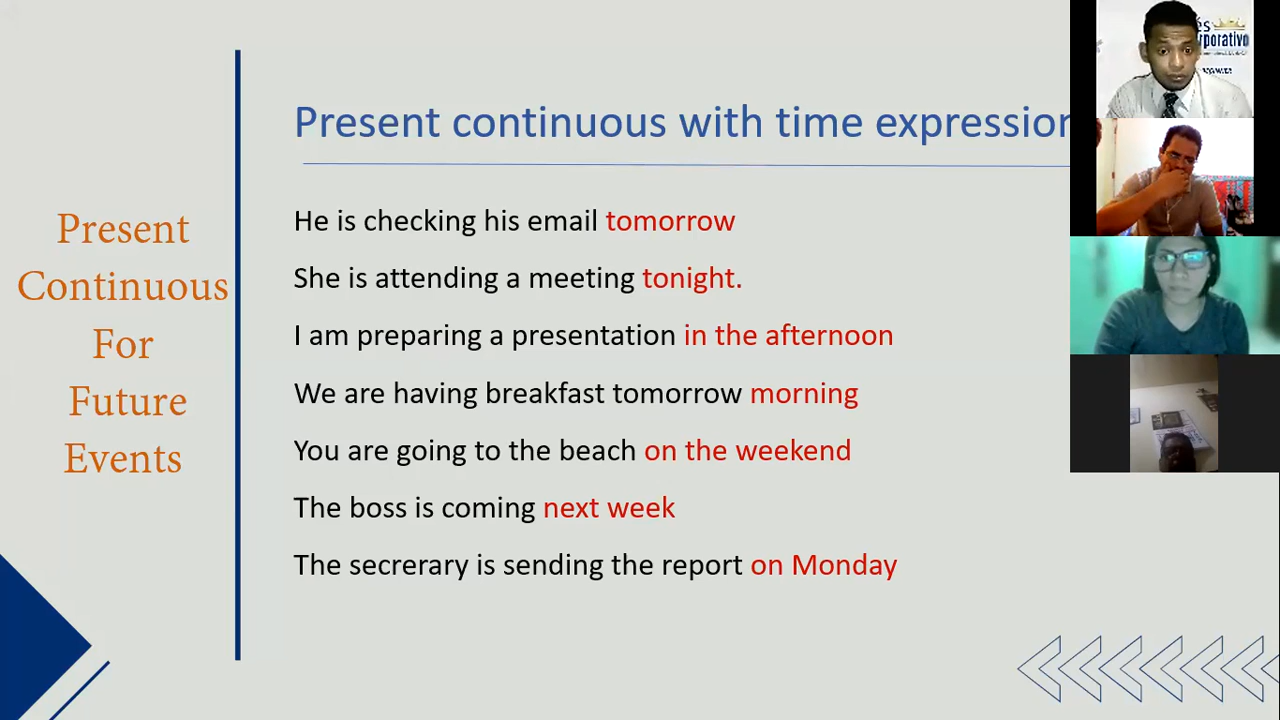 Present continuous with time expression
Present
Continuous
For
Future
Events
He is checking his email tomorrow
She is attending a meeting tonight.
I am preparing a presentation in the afternoon
We are having breakfast tomorrow morning
You are going to the beach on the weekend
The boss is coming next week
The secrerary is sending the report on Monday